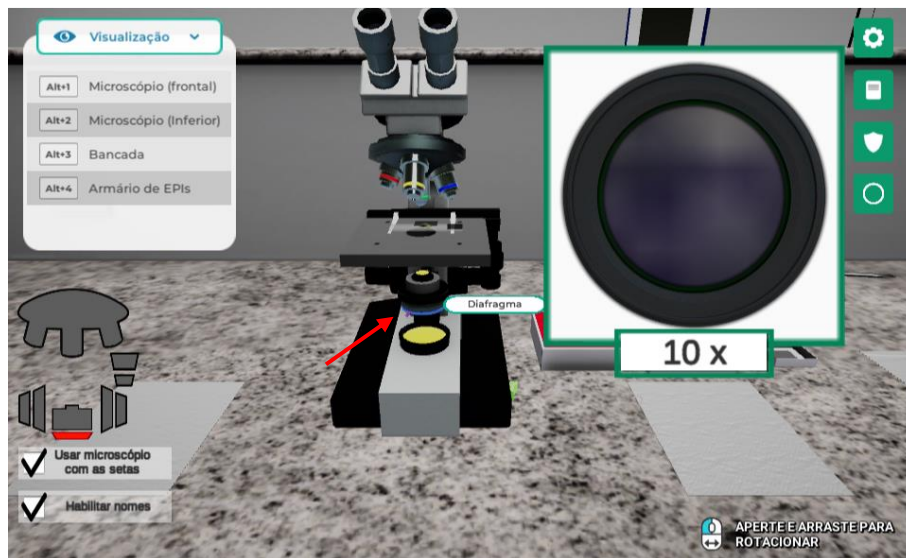 Visualização
Alt+1 Microscópio (frontal)
Alt+2 Microscópio (Inferior)
Alt+3 Bancada
Alt+4 Armário de EPIs
Diafragma
10 x
Usar microscópio
com as setas
Habilitar nomes
APERTE E ARRASTE PARA
ROTACIONAR